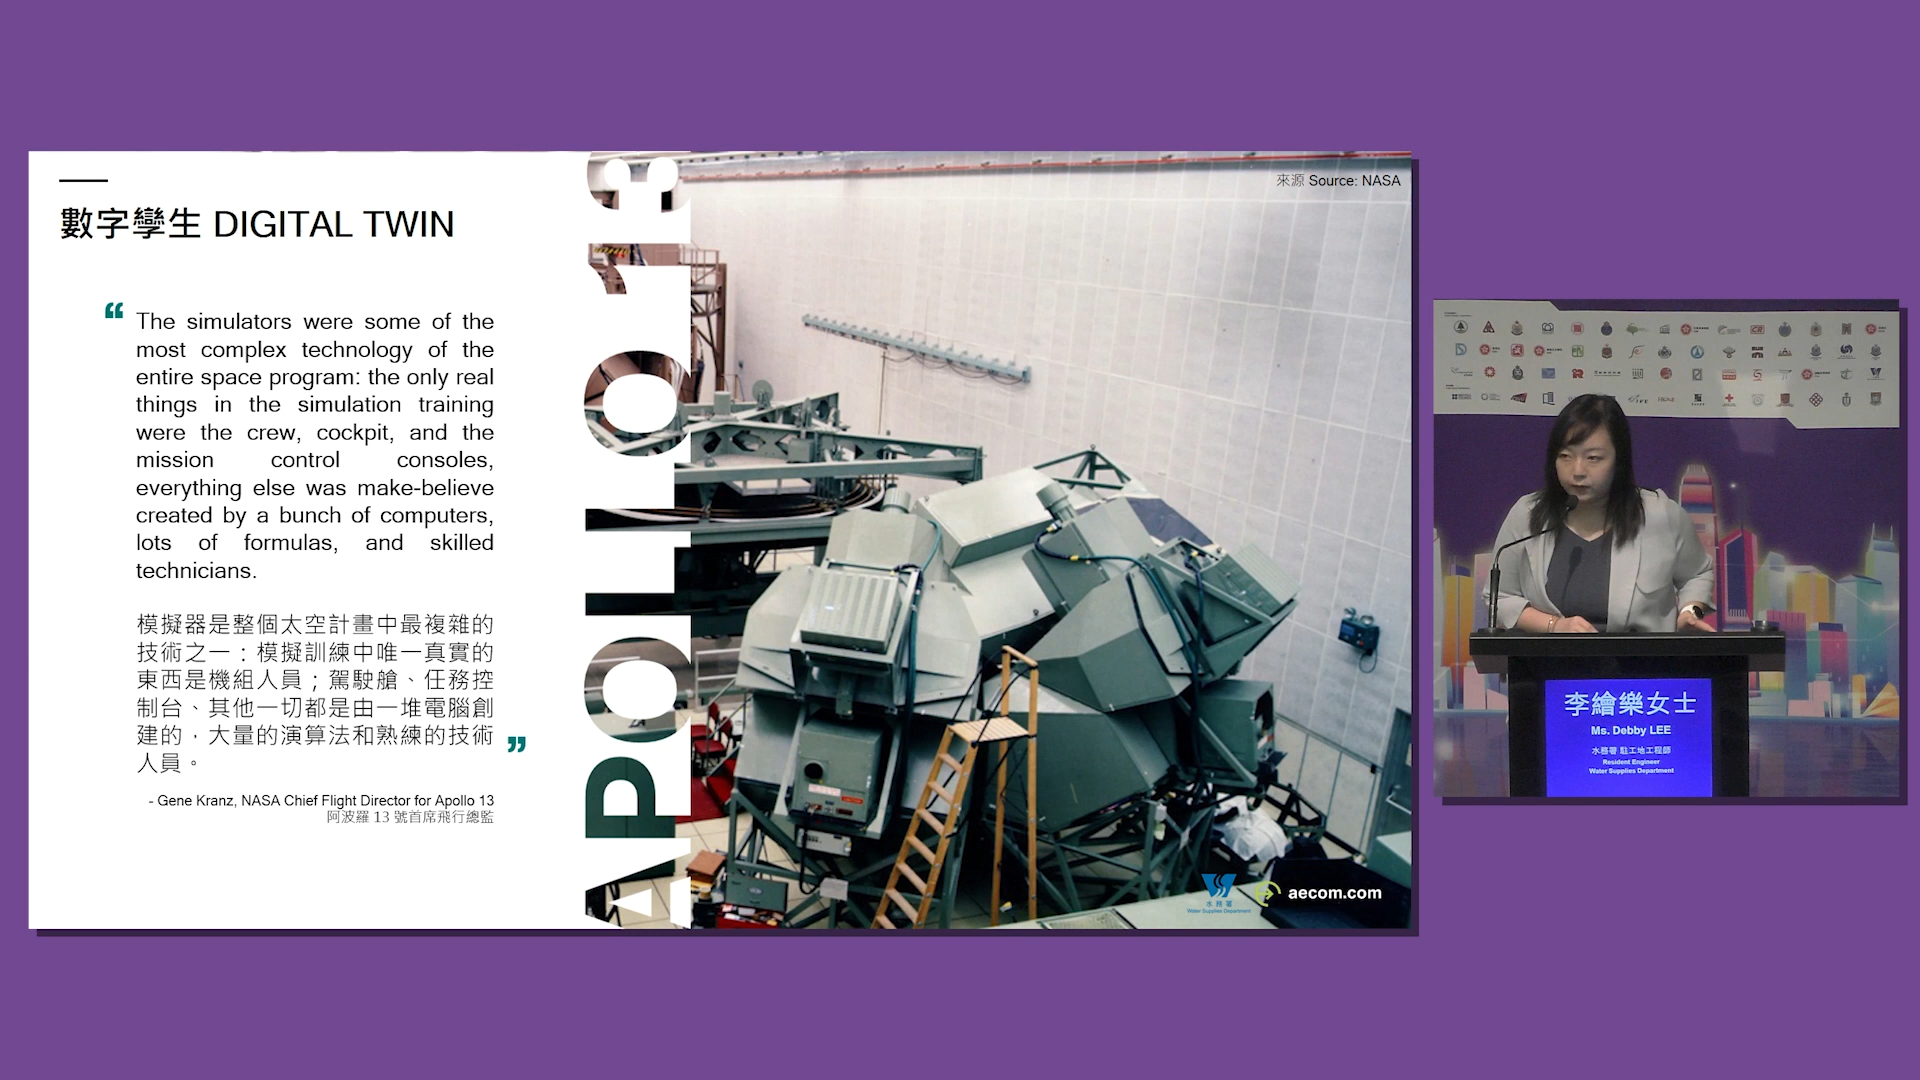 數字孿生 DIGITAL TWIN
“ The simulators were some of the
most complex technology of the
entire space program: the only real
things in the simulation training
were the crew, cockpit, and the
mission control consoles,
everything else was make-believe
created by a bunch of computers,
lots of formulas, and skilled
technicians.
模擬器是整個太空計畫中最複雜的
技術之一：模擬訓練中唯一真實的
東西是機組人員；駕駛艙、任務控
制台、其他一切都是由一堆電腦創
建的，大量的演算法和熟練的技術 ”
人員。
- Gene Kranz, NASA Chief Flight Director for Apollo 13
阿波羅 13 號首席飛行總監
APOLLO 13
來源 Source: NASA
水務署
Water Supplies Department
aecom.com
李繪樂女士
Ms. Debby LEE
水務署 駐工地工程師
Resident Engineer
Water Supplies Department